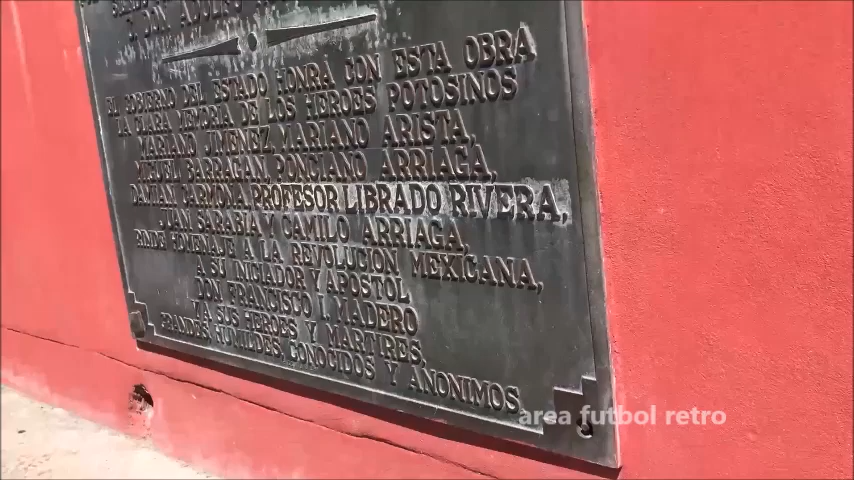 Y DON ADOLFO
EL GOBIERNO DEL ESTADO HONRA CON ESTA OBRA
LA CLARA MEMORIA DE LOS HEROES POTOSINOS
MARIANO JIMENEZ, MARIANO ARISTA,
MIGUEL BARRAGAN, PONCIANO ARRIAGA,
DAMIAN CARMONA, PROFESOR LIBRADO RIVERA,
JUAN SARABIA Y CAMILO ARRIAGA,
RINDE HOMENAJE A LA REVOLUCION MEXICANA,
A SU INICIADOR Y APOSTOL
DON FRANCISCO I. MADERO
Y A SUS HEROES Y MARTIRES,
GRANDES, HUMILDES, CONOCIDOS Y ANONIMOS
area futbol retro